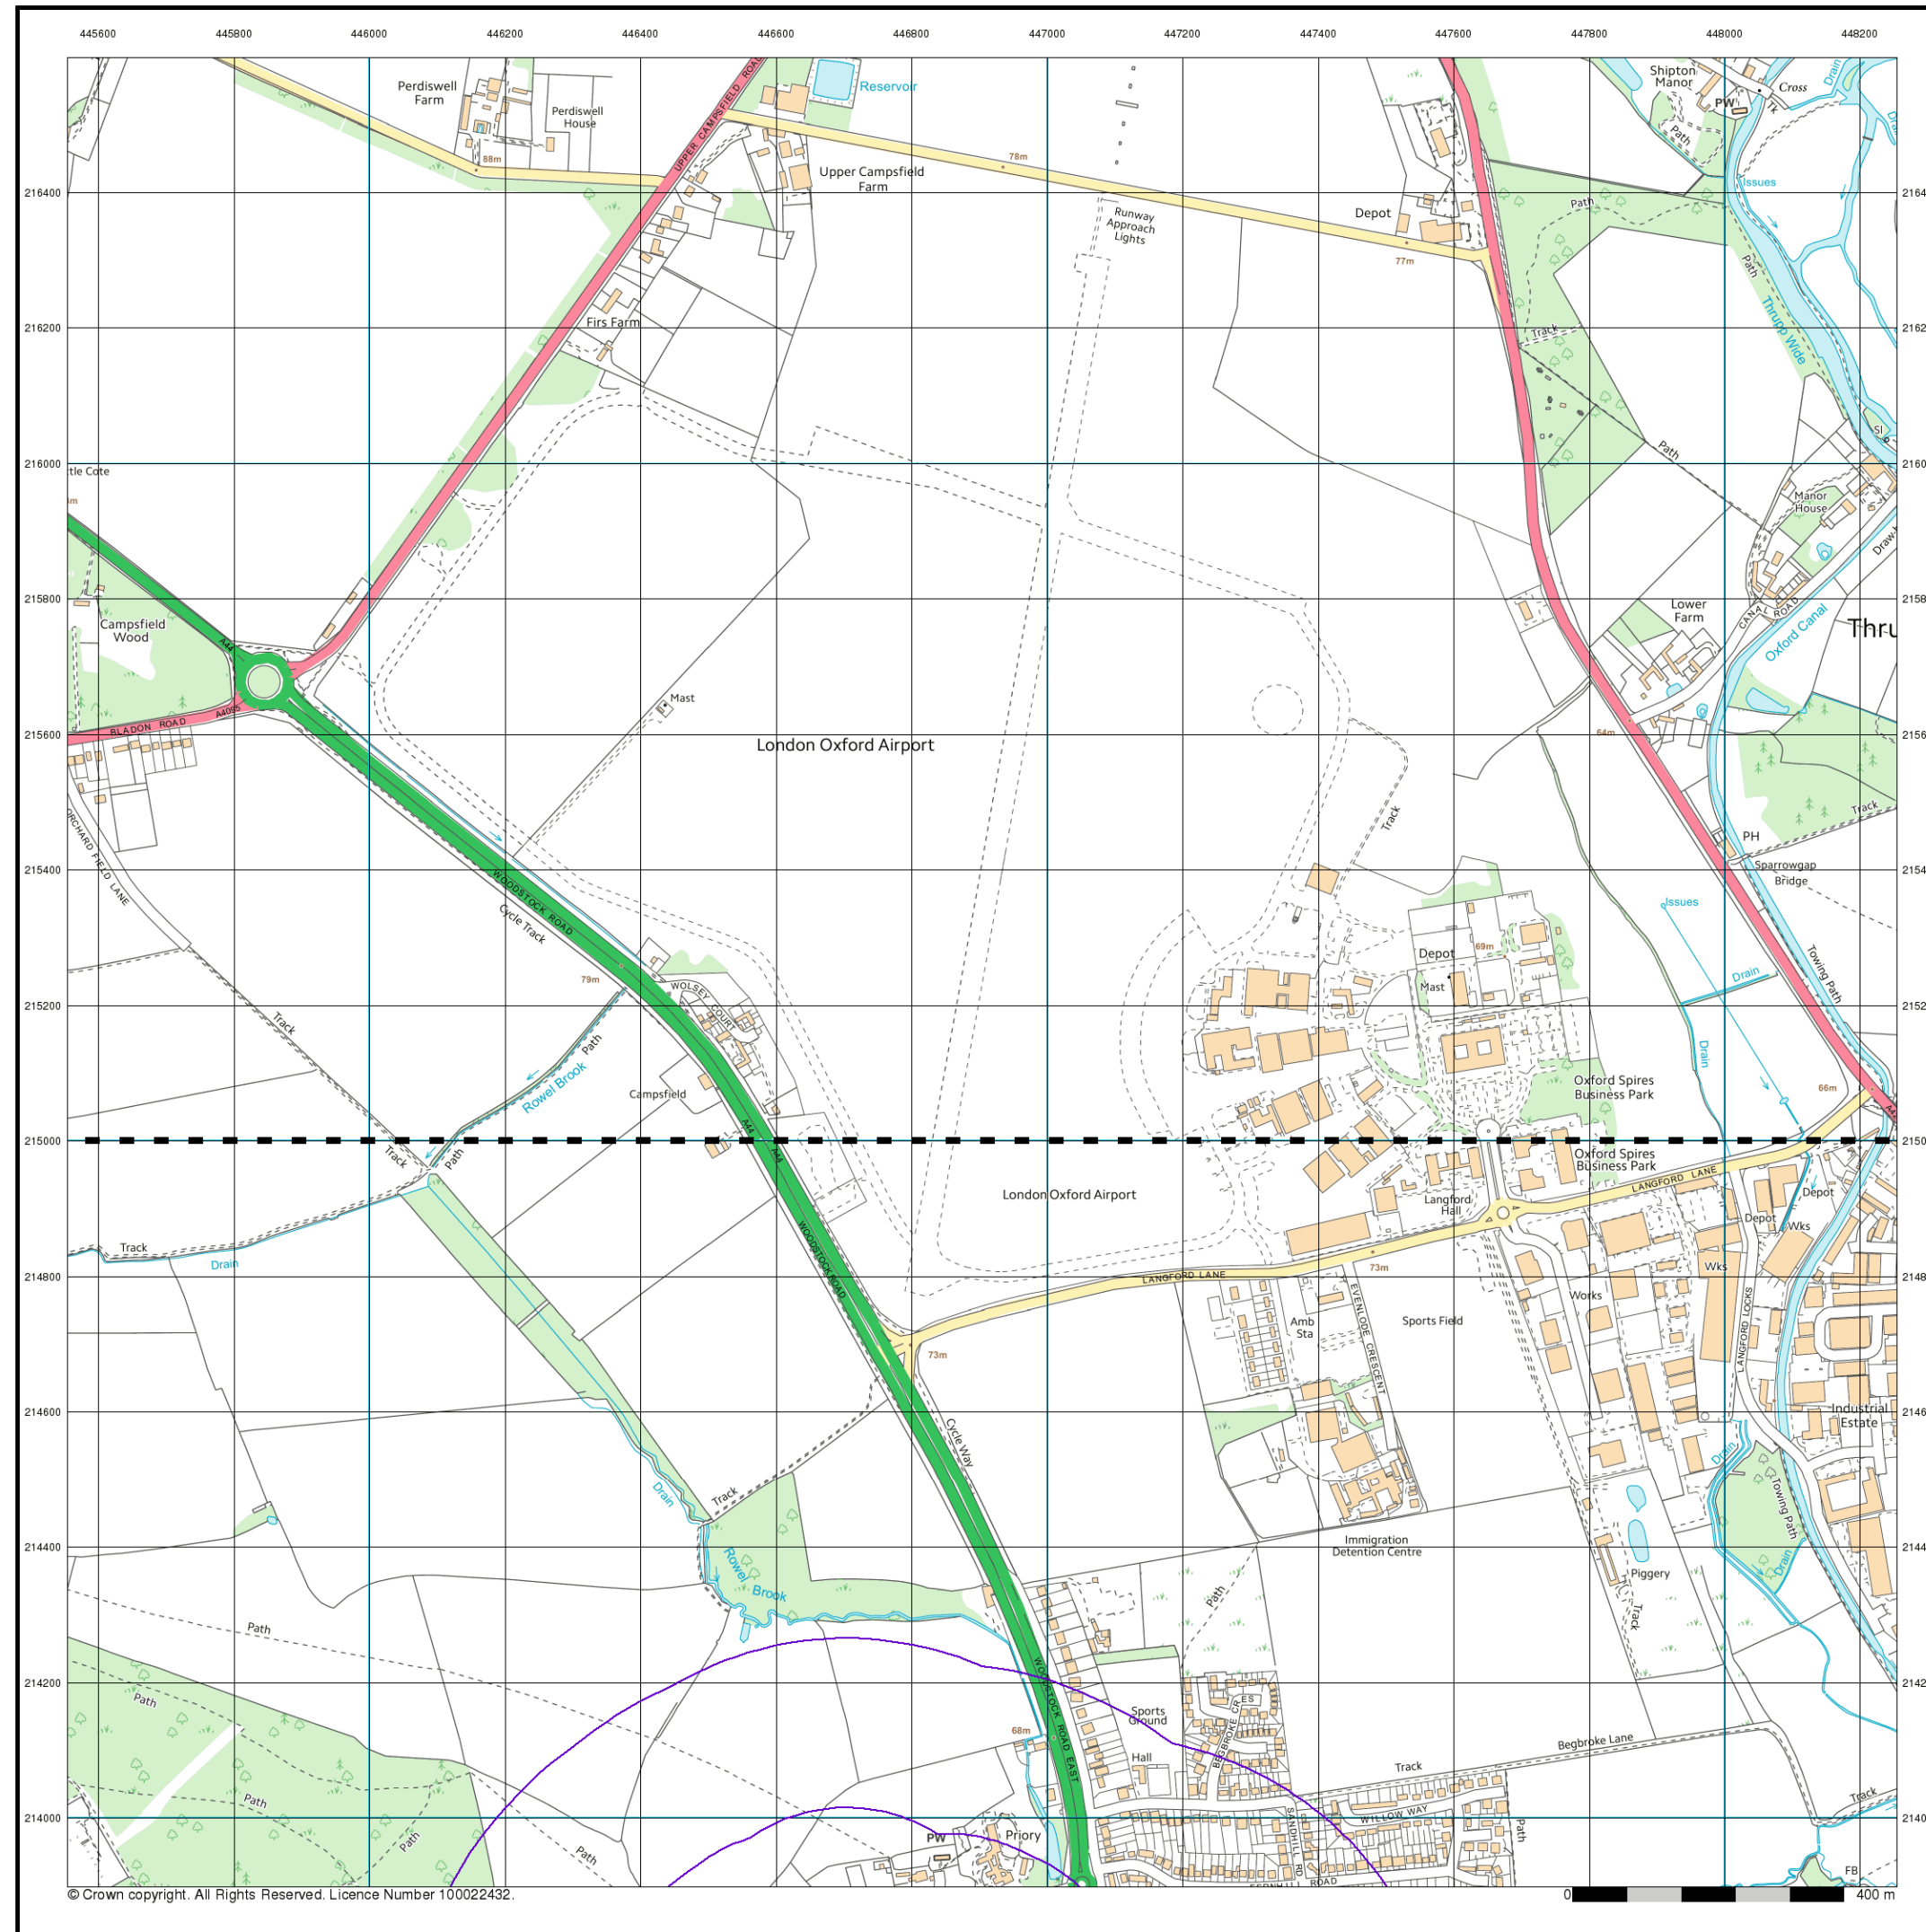 445600 445800 446000 446200 446400 446600 446800 447000 447200 447400 447600 447800 448000 448200
216400
216200
216000
215800
215600
215400
215200
215000
214800
214600
214400
214200
214000
Perdiswell
Farm
Perdiswell
House
88m
UPPER CAMPSFIELD ROAD
Reservoir
Upper Campsfield
Farm
78m
Runway
Approach
Lights
Depot
77m
Shipton
Manor
PW
Cross
Tk
Drain
Path
Issues
Path
Path
Thrupp Wide
Track
Firs Farm
Path
SI
Manor
House
Lower
Farm
CANAL ROAD
Oxford Canal
tle Cote
Campsfield
Wood
A44
BLADON ROAD
A4095
ORCHARD FIELD LANE
Mast
London Oxford Airport
64m
Track
PH
Track
Sparrowgap
Bridge
WOODSTOCK ROAD
Cycle Track
79m
WOLSEY COURT
Issues
Depot
69m
Mast
Drain
Towing Path
Drain
Track
Path
Rowel Brook
Campsfield
A44
Oxford Spires
Business Park
66m
Track
Path
A44
Oxford Spires
Business Park
London Oxford Airport
Langford
Hall
LANGFORD LANE
Depot
Depot
Wks
Track
Drain
WOODSTOCK ROAD
LANGFORD LANE
73m
Wks
Works
LANGFORD LOCKS
Amb
Sta
EVENLODE CRESCENT
Sports Field
73m
Industrial
Estate
Cycle Way
Drain
Track
Drain
Towing Path
Immigration
Detention Centre
Rowel Brook
Path
Piggery
Drain
Track
Path
Path
WOODSTOCK ROAD EAST
68m
Sports
Ground
BEGBROKE CRES
Hall
Begbroke Lane
Track
Path
Path
Path
PW
Priory
SANDHILL RD
WILLOW WAY
Path
Track
FERNHILL ROAD
FB
© Crown copyright. All Rights Reserved. Licence Number 100022432.
0 400 m